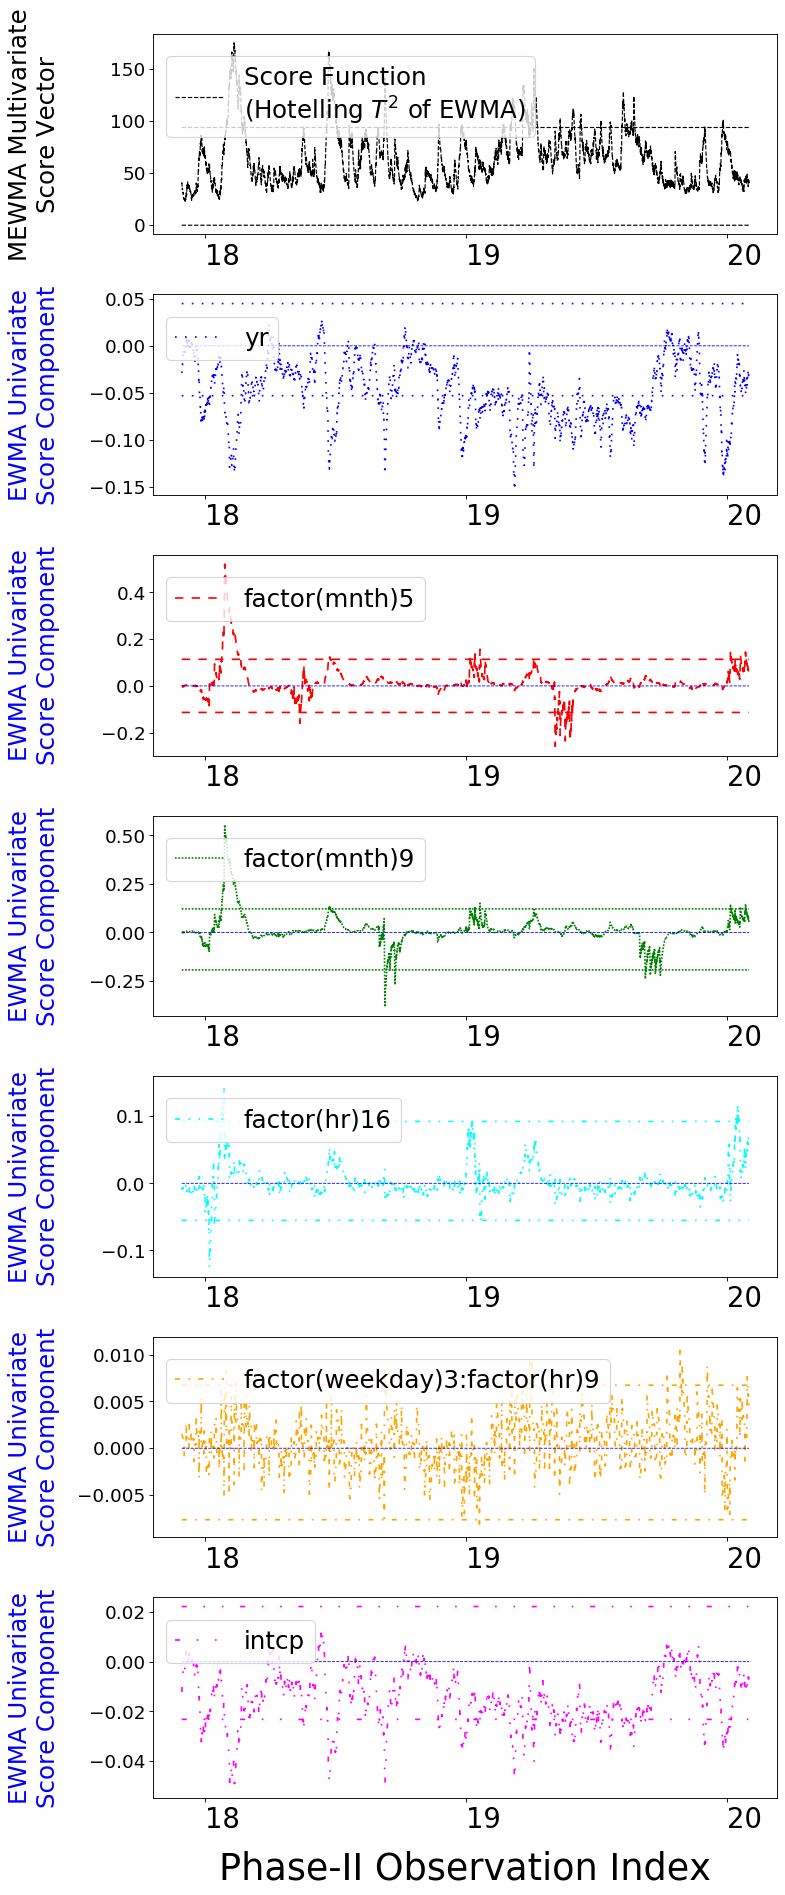 MEWMA Multivariate
Score Vector
150
100
50
0
Score Function
(Hotelling T² of EWMA)
18 19 20
EWMA Univariate
Score Component
0.05
0.00
−0.05
−0.10
−0.15
yr
18 19 20
EWMA Univariate
Score Component
0.4
0.2
0.0
−0.2
factor(mnth)5
18 19 20
EWMA Univariate
Score Component
0.50
0.25
0.00
−0.25
factor(mnth)9
18 19 20
EWMA Univariate
Score Component
0.1
0.0
−0.1
factor(hr)16
18 19 20
EWMA Univariate
Score Component
0.010
0.005
0.000
−0.005
factor(weekday)3:factor(hr)9
18 19 20
EWMA Univariate
Score Component
0.02
0.00
−0.02
−0.04
intcp
18 19 20
Phase-II Observation Index